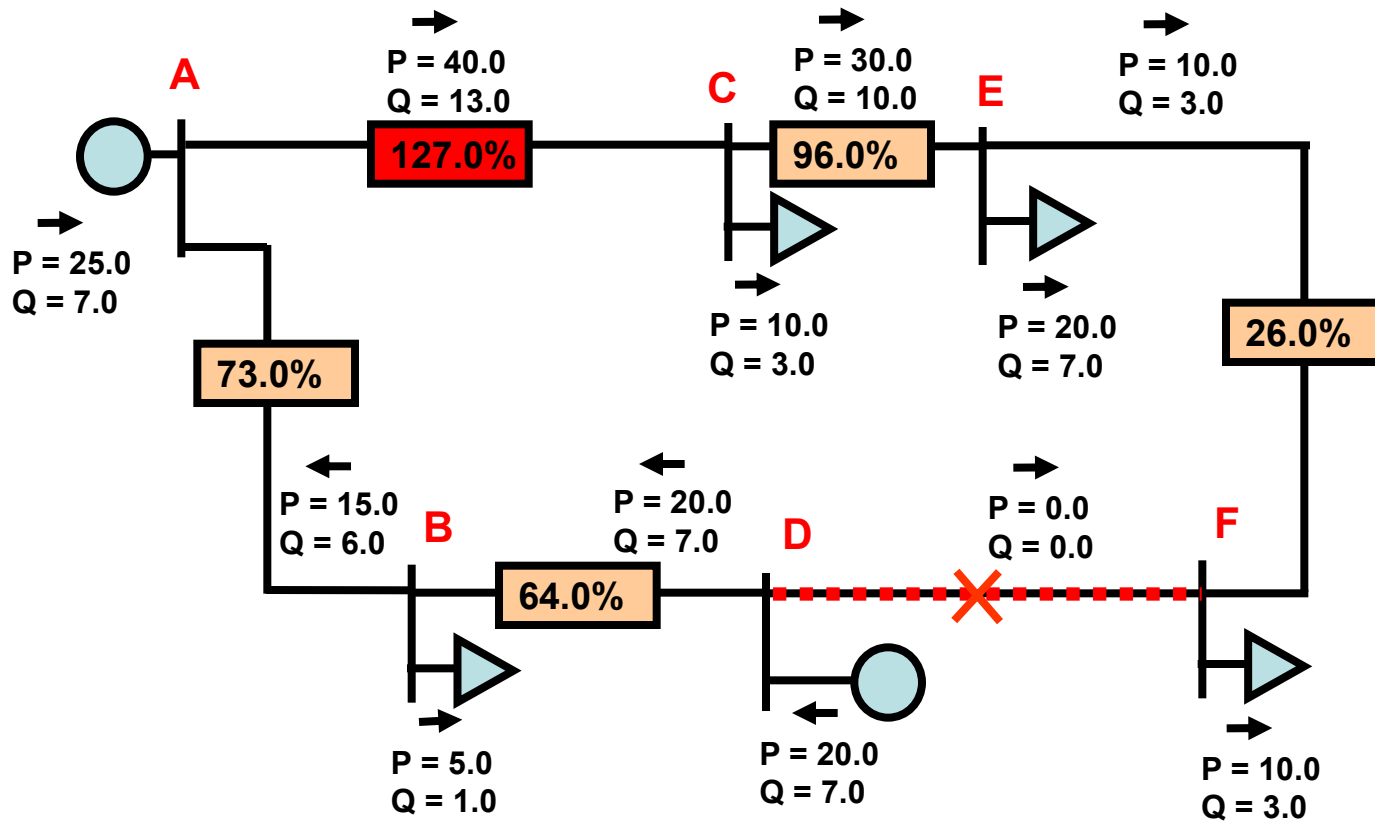 P = 40.0
Q = 13.0
P = 30.0
Q = 10.0
P = 10.0
Q = 3.0
A
C
E
127.0%
96.0%
P = 25.0
Q = 7.0
P = 10.0
Q = 3.0
P = 20.0
Q = 7.0
26.0%
73.0%
P = 15.0
Q = 6.0
B
P = 20.0
Q = 7.0
D
P = 0.0
Q = 0.0
F
64.0%
P = 5.0
Q = 1.0
P = 20.0
Q = 7.0
P = 10.0
Q = 3.0